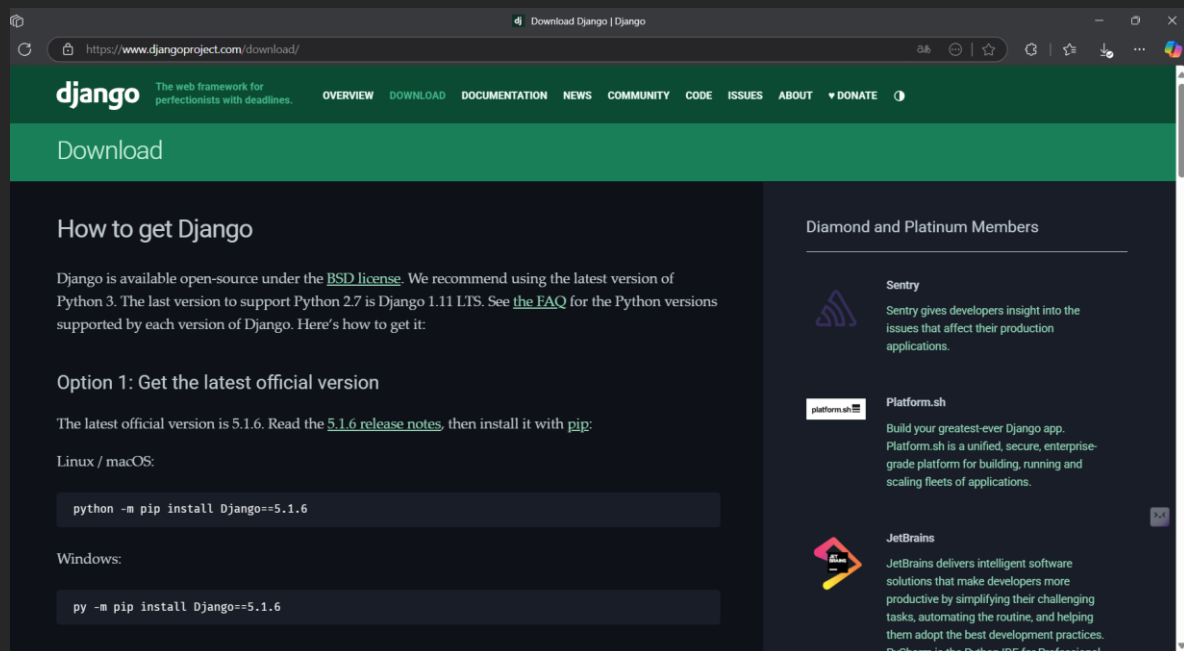 Download Django | Django
https://www.djangoproject.com/download/
django
The web framework for
perfectionists with deadlines.
OVERVIEW DOWNLOAD DOCUMENTATION NEWS COMMUNITY CODE ISSUES ABOUT ♥ DONATE
Download
How to get Django
Django is available open-source under the BSD license. We recommend using the latest version of
Python 3. The last version to support Python 2.7 is Django 1.11 LTS. See the FAQ for the Python versions
supported by each version of Django. Here’s how to get it:
Option 1: Get the latest official version
The latest official version is 5.1.6. Read the 5.1.6 release notes, then install it with pip:
Linux / macOS:
python -m pip install Django==5.1.6
Windows:
py -m pip install Django==5.1.6
Diamond and Platinum Members
Sentry
Sentry gives developers insight into the
issues that affect their production
applications.
platform.sh
Platform.sh
Build your greatest-ever Django app.
Platform.sh is a unified, secure, enterprise-
grade platform for building, running and
scaling fleets of applications.
JET
BRAINS
JetBrains
JetBrains delivers intelligent software
solutions that make developers more
productive by simplifying their challenging
tasks, automating the routine, and helping
them adopt the best development practices.
PyCharm is the Python IDE for Professional